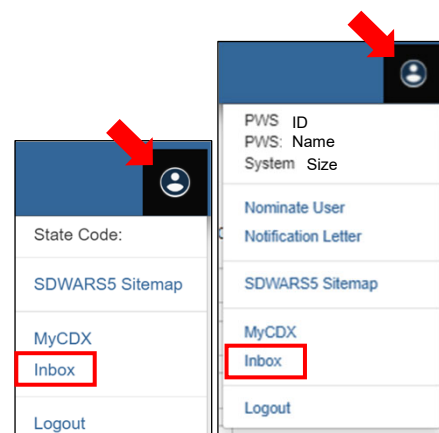 State Code:
SDWARS5 Sitemap
MyCDX
Inbox
Logout
PWS ID
PWS: Name
System Size
Nominate User
Notification Letter
SDWARS5 Sitemap
MyCDX
Inbox
Logout